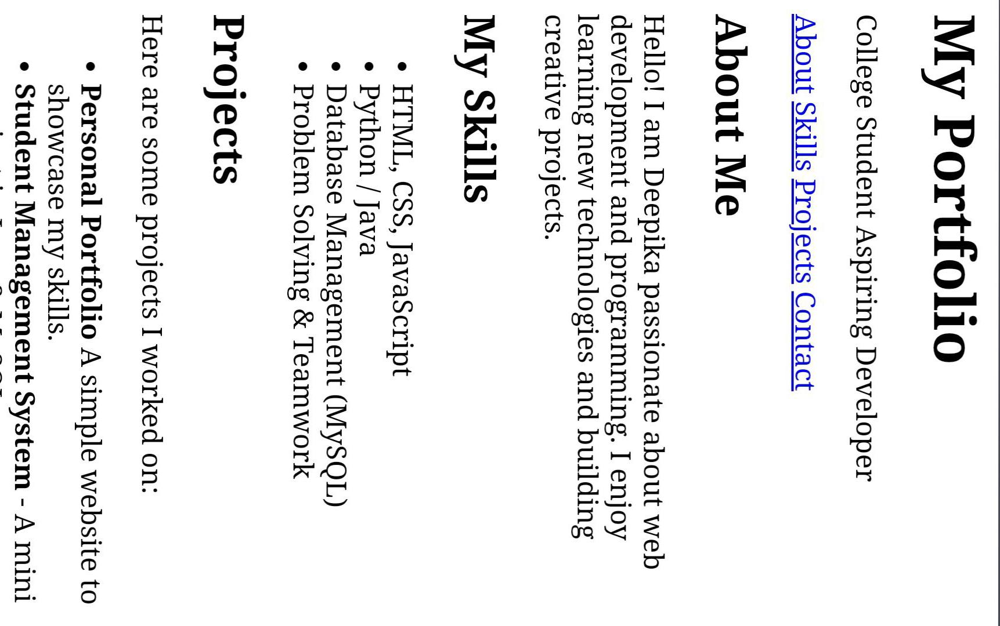 My Portfolio
College Student Aspiring Developer
About Skills Projects Contact
About Me
Hello! I am Deepika passionate about web
development and programming. I enjoy
learning new technologies and building
creative projects.
My Skills
• HTML, CSS, JavaScript
• Python / Java
• Database Management (MySQL)
• Problem Solving & Teamwork
Projects
Here are some projects I worked on:
• Personal Portfolio A simple website to
showcase my skills.
• Student Management System - A mini